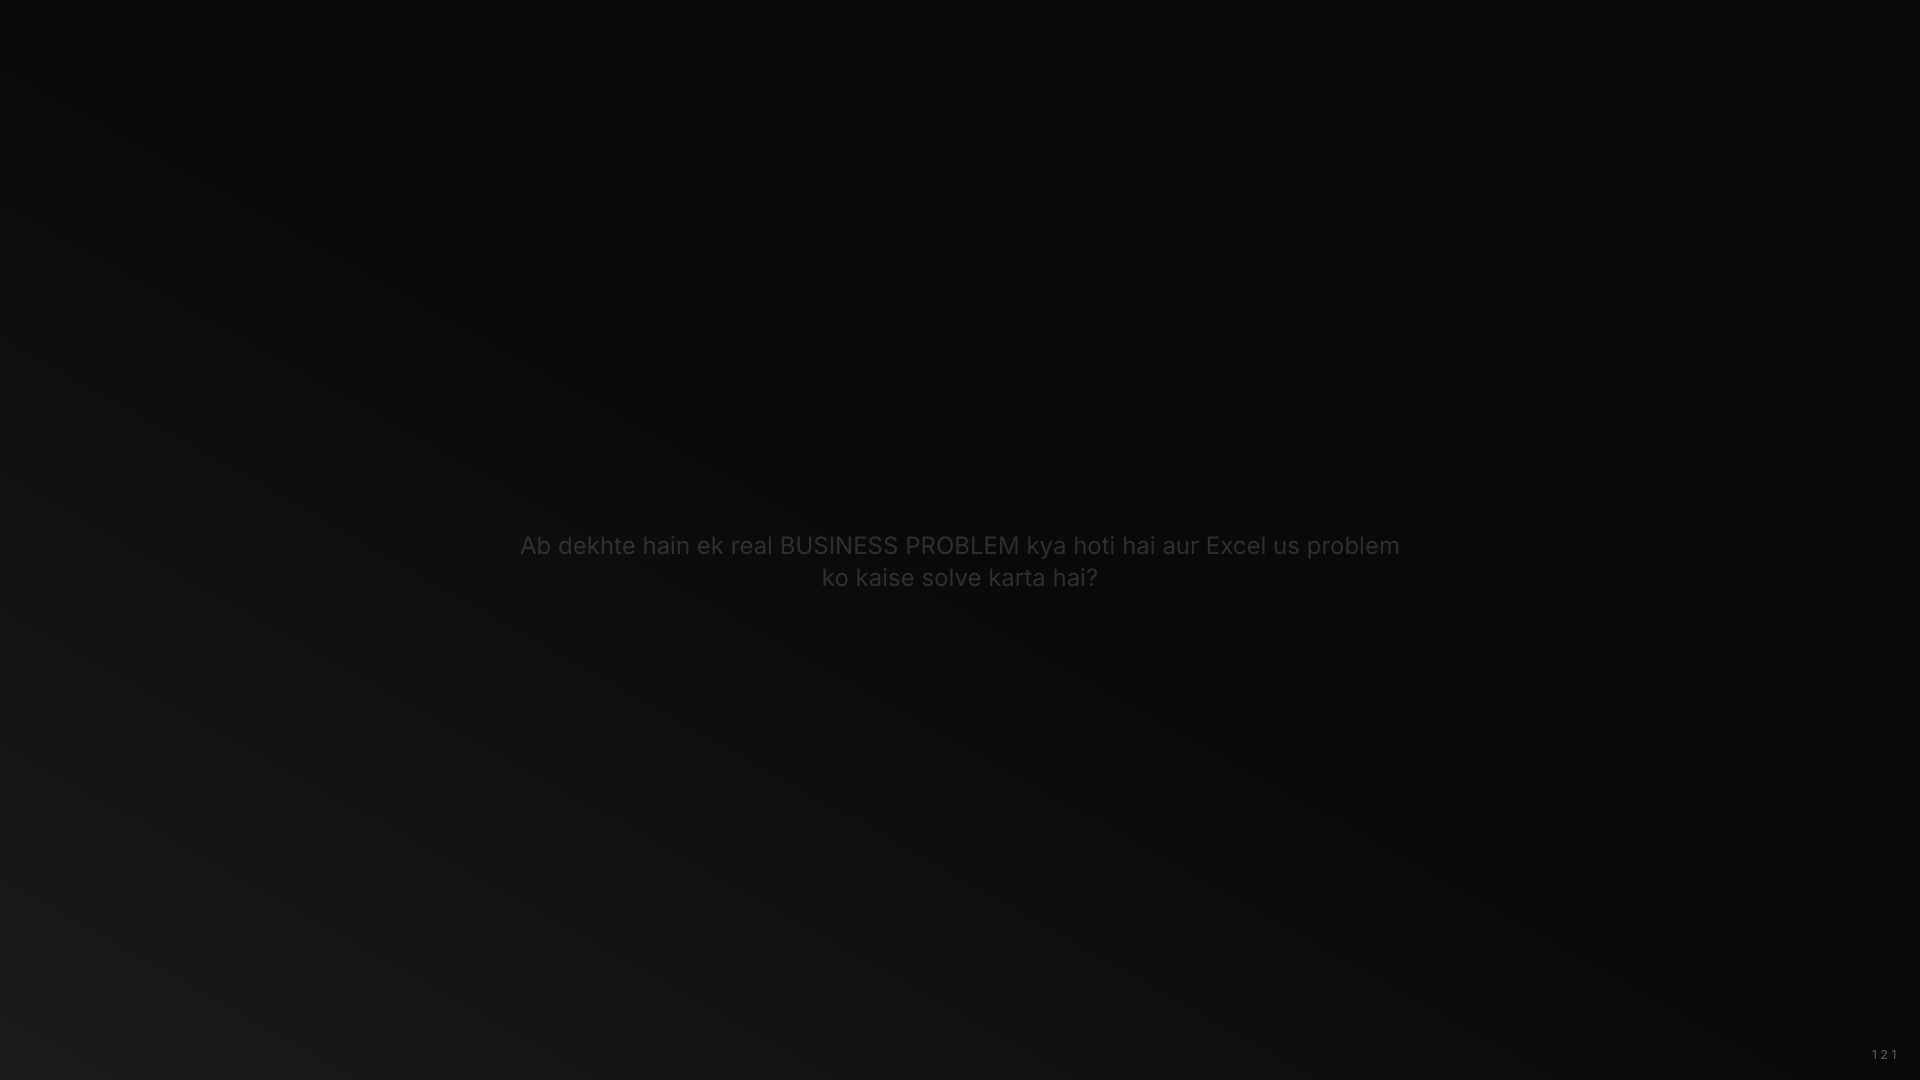 Ab dekhte hain ek real BUSINESS PROBLEM kya hoti hai aur Excel us problem
ko kaise solve karta hai?
121